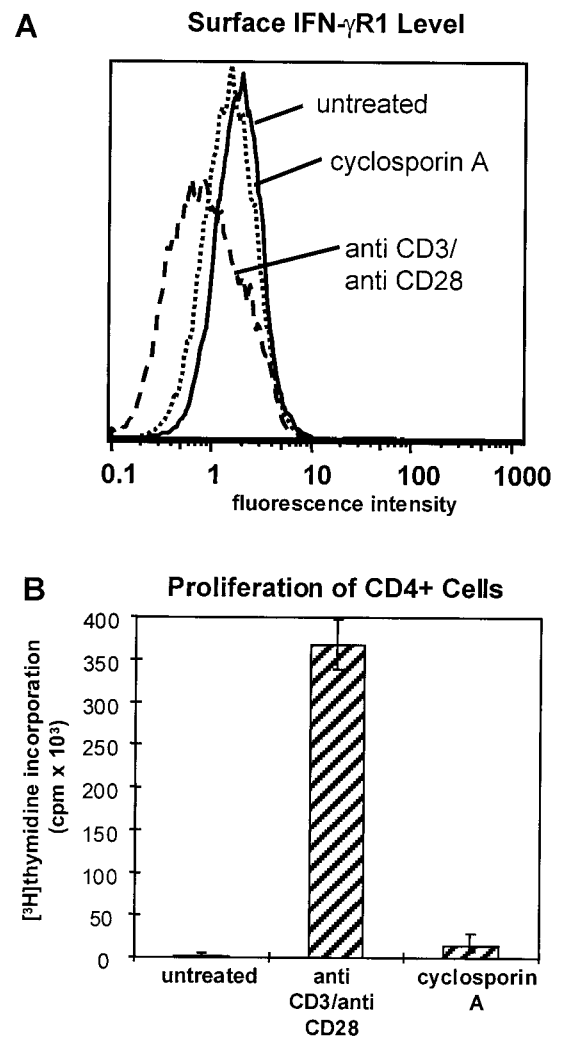 A
Surface IFN-γR1 Level
untreated
cyclosporin A
anti CD3/
anti CD28
0.1 1 10 100 1000
fluorescence intensity
B
Proliferation of CD4+ Cells
[³H]thymidine incorporation
(cpm x 10³)
400
350
300
250
200
150
100
50
0
untreated
anti
CD3/anti
CD28
cyclosporin
A